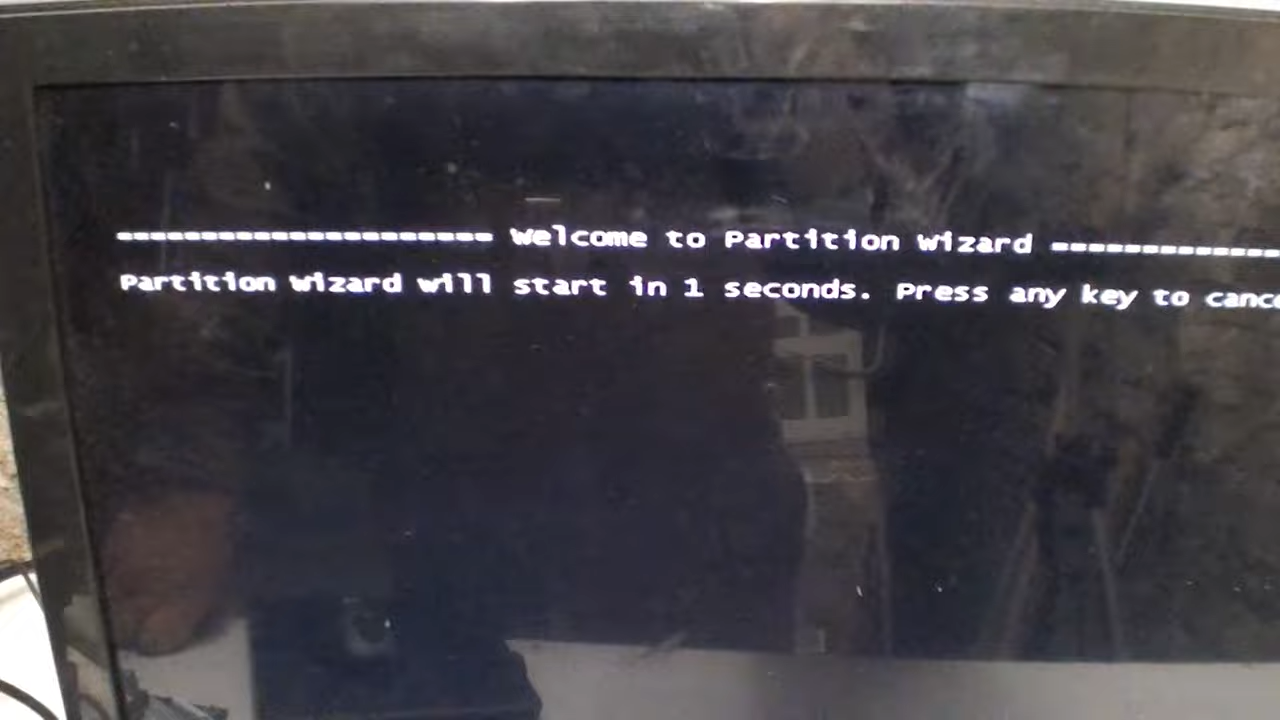 --------------------- Welcome to Partition Wizard -------------
Partition Wizard will start in 1 seconds. Press any key to